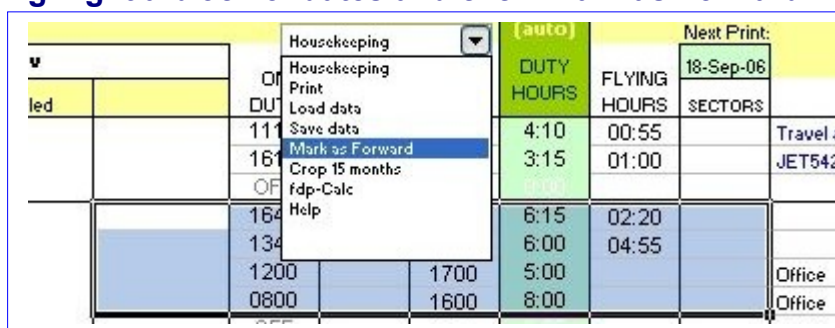 Housekeeping
(auto)
Next Print:
Housekeeping
Print
Load data
Save data
Mark as Forward
Crop 15 months
fdp-Calc
Help
DUTY
HOURS
FLYING
HOURS
18-Sep-06
SECTORS
4:10 00:55 Travel
3:15 01:00 JET542
6:15 02:20
6:00 04:55
1200 1700 5:00 Office
0800 1600 8:00 Office